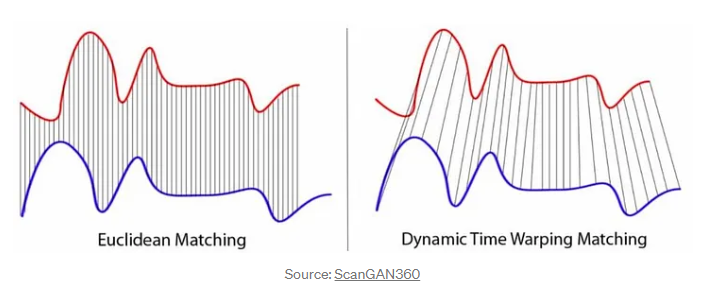 Euclidean Matching
Dynamic Time Warping Matching
Source: ScanGAN360